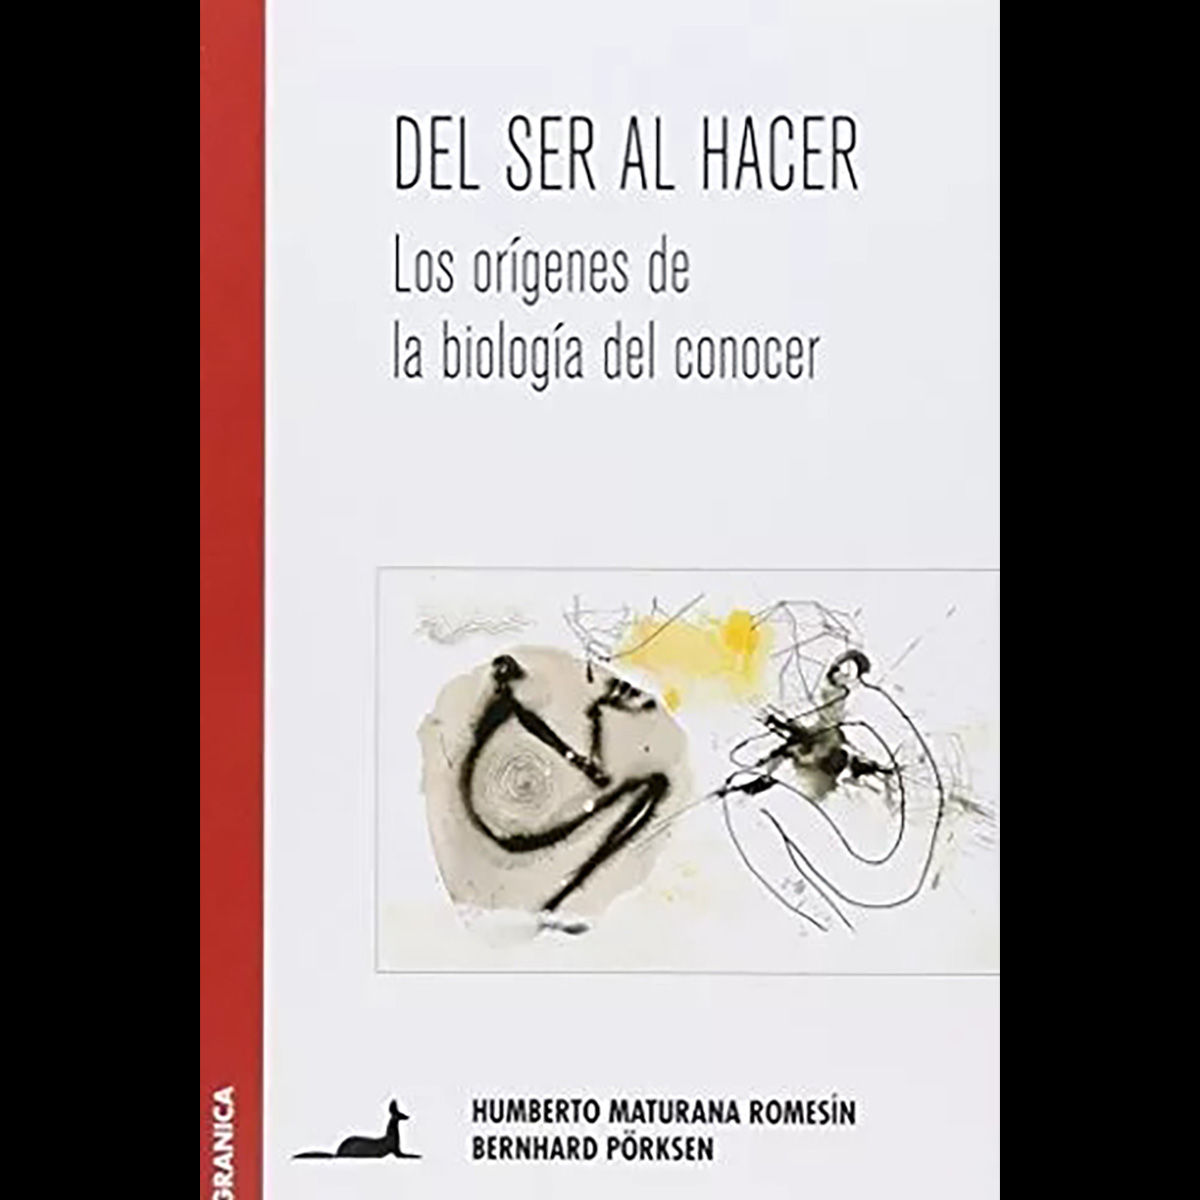 DEL SER AL HACER
Los orígenes de
la biología del conocer
HUMBERTO MATURANA ROMESÍN
BERNHARD PÖRKSEN
GRANICA